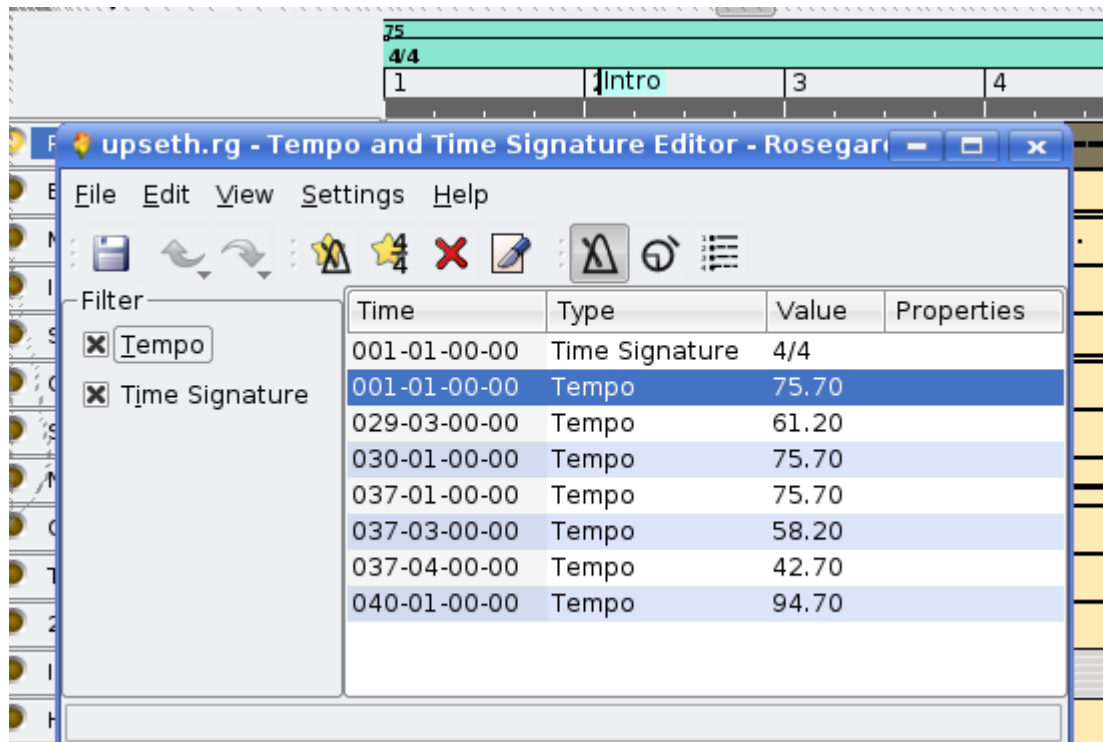 75
4/4
1 Intro 3 4
upseth.rg - Tempo and Time Signature Editor -
File Edit View Settings Help
Filter
Tempo
Time Signature
Time Type Value Properties
001-01-00-00 Time Signature 4/4
001-01-00-00 Tempo 75.70
029-03-00-00 Tempo 61.20
030-01-00-00 Tempo 75.70
037-01-00-00 Tempo 75.70
037-03-00-00 Tempo 58.20
037-04-00-00 Tempo 42.70
040-01-00-00 Tempo 94.70